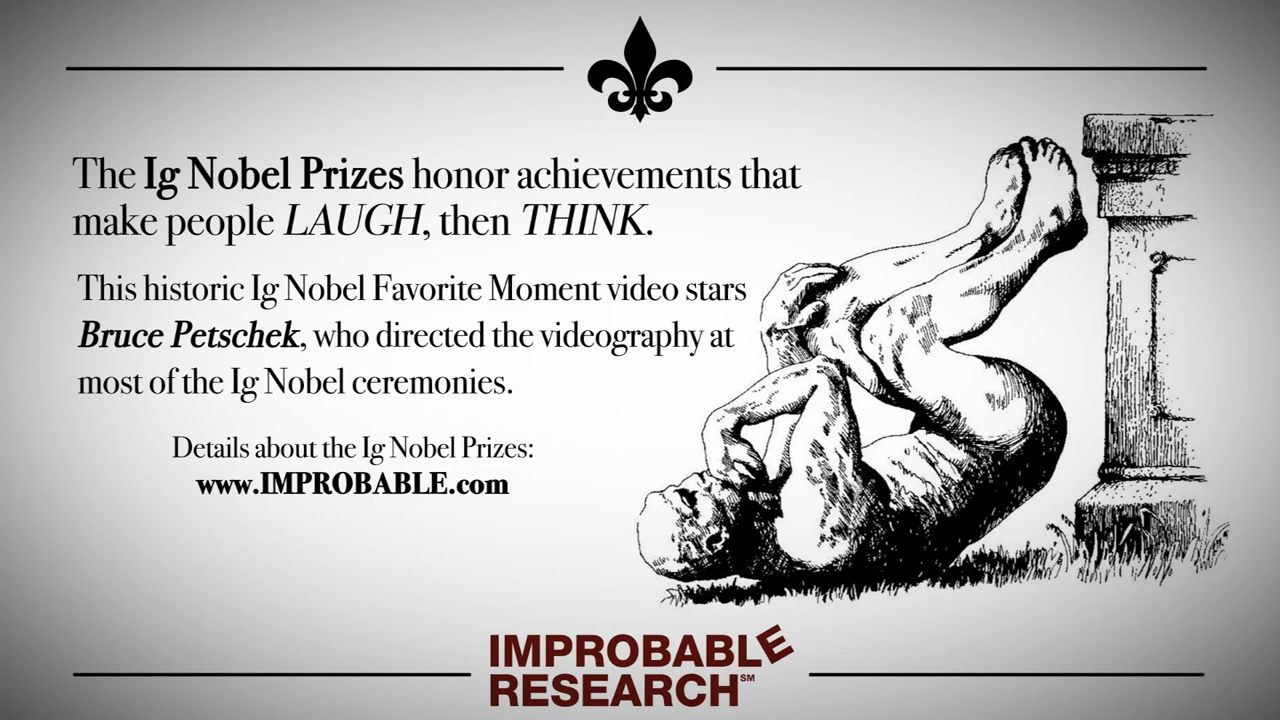 The Ig Nobel Prizes honor achievements that
make people LAUGH, then THINK.
This historic Ig Nobel Favorite Moment video stars
Bruce Petschek, who directed the videography at
most of the Ig Nobel ceremonies.
Details about the Ig Nobel Prizes:
www.IMPROBABLE.com
IMPROBABLE
RESEARCH℠